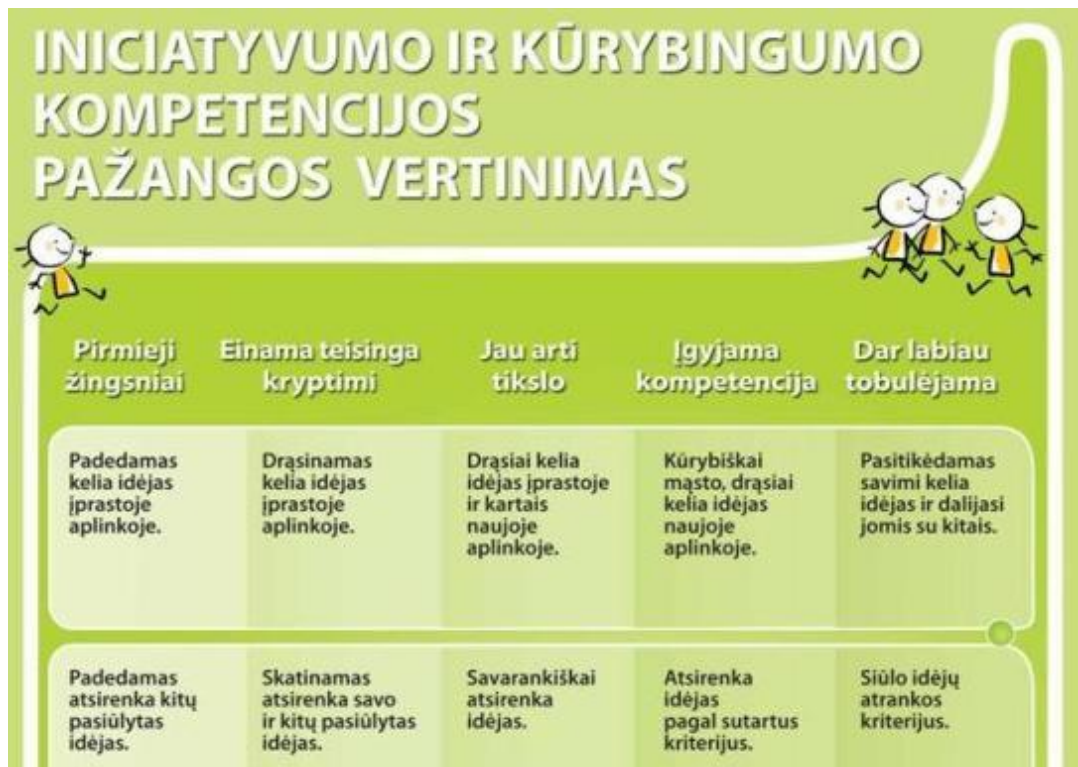 INICIATYVUMO IR KŪRYBINGUMO
KOMPETENCIJOS
PAŽANGOS VERTINIMAS
Pirmieji
žingsniai
Einama teisinga
kryptimi
Jau arti
tikslo
Įgyjama
kompetencija
Dar labiau
tobulėjama
Padedamas
kelia idėjas
įprastoje
aplinkoje.
Drąsinamas
kelia idėjas
įprastoje
aplinkoje.
Drąsiai kelia
idėjas įprastoje
ir kartais
naujoje
aplinkoje.
Kūrybiškai
mąsto, drąsiai
kelia idėjas
naujoje
aplinkoje.
Pasitikėdamas
savimi kelia
idėjas ir dalijasi
jomis su kitais.
Padedamas
atsirenka kitų
pasiūlytas
idėjas.
Skatinamas
atsirenka savo
ir kitų pasiūlytas
idėjas.
Savarankiškai
atsirenka
idėjas.
Atsirenka
idėjas
pagal sutartus
kriterijus.
Siūlo idėjų
atrankos
kriterijus.